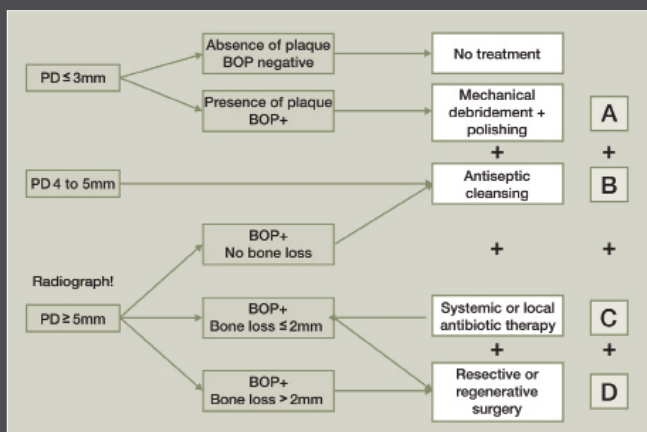 Absence of plaque
BOP negative
No treatment
PD ≤ 3mm
Presence of plaque
BOP+
Mechanical
debridement +
polishing
A
+
+
PD 4 to 5mm
Antiseptic
cleansing
B
BOP+
No bone loss
+
+
Radiograph!
PD ≥ 5mm
BOP+
Bone loss ≤ 2mm
Systemic or local
antibiotic therapy
C
+
+
BOP+
Bone loss > 2mm
Resective or
regenerative
surgery
D